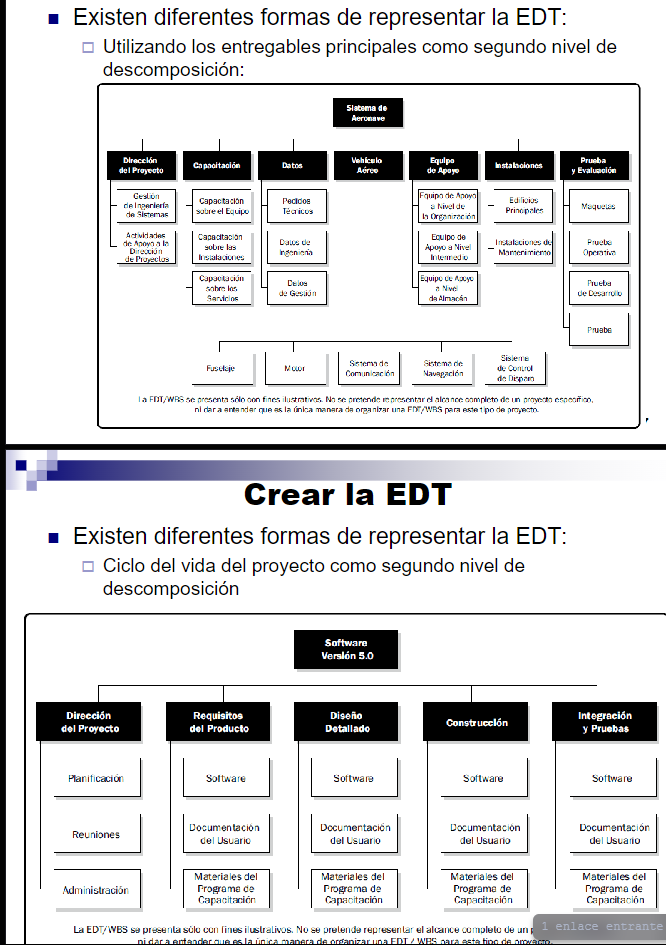 Existen diferentes formas de representar la EDT:
Utilizando los entregables principales como segundo nivel de
descomposición:
Sistema de
Aeronave
Dirección
del Proyecto
Capacitación
Datos
Vehículo
Aéreo
Equipo
de Apoyo
Instalaciones
Prueba
y Evaluación
Gestión
de Ingeniería
de Sistemas
Capacitación
sobre el Equipo
Pedidos
Técnicos
Equipo de Apoyo
a Nivel de
la Organización
Edificios
Principales
Maquetas
Actividades
de Apoyo a la
Dirección
de Proyectos
Capacitación
sobre las
Instalaciones
Datos de
Ingeniería
Equipo de
Apoyo a Nivel
Intermedio
Instalaciones de
Mantenimiento
Prueba
Operativa
Capacitación
sobre los
Servicios
Datos
de Gestión
Equipo de Apoyo
a Nivel
de Almacén
Prueba
de Desarrollo
Prueba
Fuselaje
Motor
Sistema de
Comunicación
Sistema de
Navegación
Sistema
de Control
de Disparo
La EDT/WBS se presenta sólo con fines ilustrativos. No se pretende representar el alcance completo de un proyecto específico,
ni dar a entender que es la única manera de organizar una EDT/WBS para este tipo de proyecto.
Crear la EDT
Existen diferentes formas de representar la EDT:
Ciclo del vida del proyecto como segundo nivel de
descomposición
Software
Versión 5.0
Dirección
del Proyecto
Requisitos
del Producto
Diseño
Detallado
Construcción
Integración
y Pruebas
Planificación
Software
Software
Software
Software
Reuniones
Documentación
del Usuario
Documentación
del Usuario
Documentación
del Usuario
Documentación
del Usuario
Administración
Materiales del
Programa de
Capacitación
Materiales del
Programa de
Capacitación
Materiales del
Programa de
Capacitación
Materiales del
Programa de
Capacitación
La EDT/WBS se presenta sólo con fines ilustrativos. No se pretende representar el alcance completo de un
ni dar a entender que es la única manera de organizar una EDT / WBS para este tipo de proyecto.
1 enlace entrante